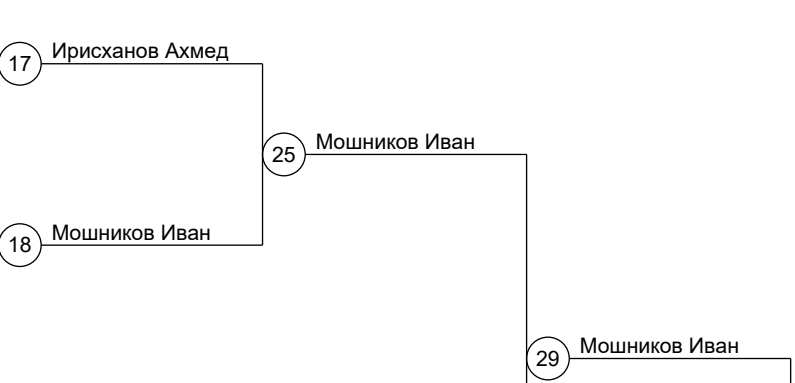 17 Ирисханов Ахмед
25 Мошников Иван
18 Мошников Иван
29 Мошников Иван